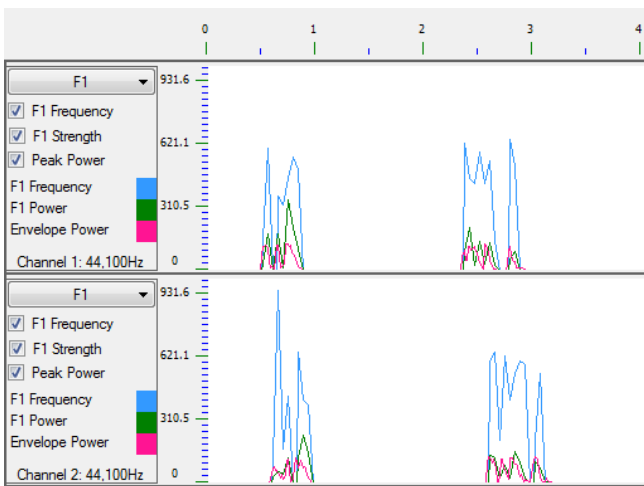 0 1 2 3 4
F1
F1 Frequency
F1 Strength
Peak Power
F1 Frequency
F1 Power
Envelope Power
Channel 1: 44,100Hz
931.6
621.1
310.5
0
F1
F1 Frequency
F1 Strength
Peak Power
F1 Frequency
F1 Power
Envelope Power
Channel 2: 44,100Hz
931.6
621.1
310.5
0